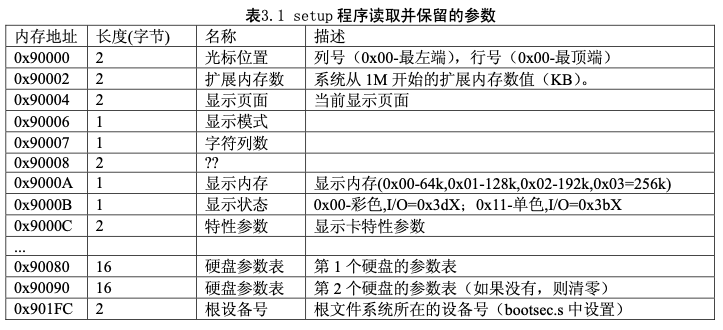 表3.1 setup 程序读取并保留的参数
内存地址 长度(字节) 名称 描述
0x90000 2 光标位置 列号（0x00-最左端），行号（0x00-最顶端）
0x90002 2 扩展内存数 系统从 1M 开始的扩展内存数值（KB）。
0x90004 2 显示页面 当前显示页面
0x90006 1 显示模式
0x90007 1 字符列数
0x90008 2 ??
0x9000A 1 显示内存 显示内存(0x00-64k,0x01-128k,0x02-192k,0x03=256k)
0x9000B 1 显示状态 0x00-彩色,I/O=0x3dX；0x11-单色,I/O=0x3bX
0x9000C 2 特性参数 显示卡特性参数
...
0x90080 16 硬盘参数表 第 1 个硬盘的参数表
0x90090 16 硬盘参数表 第 2 个硬盘的参数表（如果没有，则清零）
0x901FC 2 根设备号 根文件系统所在的设备号（bootsec.s 中设置）